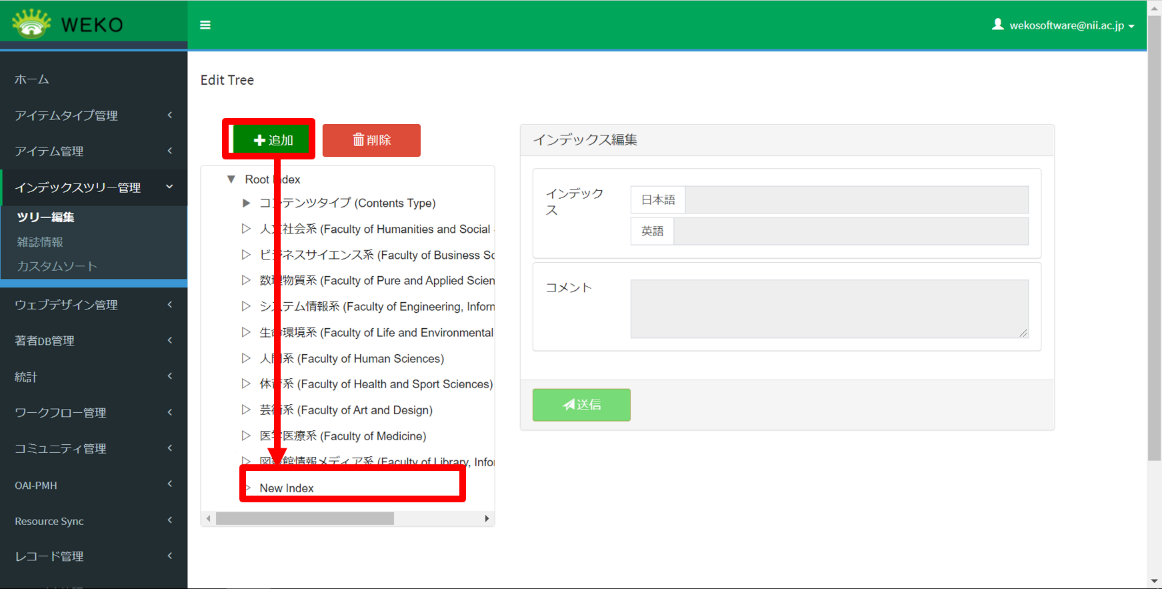 WEKO
wekosoftware@nii.ac.jp
ホーム
アイテムタイプ管理
アイテム管理
インデックスツリー管理
ツリー編集
雑誌情報
カスタムソート
ウェブデザイン管理
著者DB管理
統計
ワークフロー管理
コミュニティ管理
OAI-PMH
Resource Sync
レコード管理
Edit Tree
追加
削除
Root Index
コンテンツタイプ (Contents Type)
人文社会系 (Faculty of Humanities and Social
ビジネスサイエンス系 (Faculty of Business Sc
数理物質系 (Faculty of Pure and Applied Scien
システム情報系 (Faculty of Engineering, Inforn
生命環境系 (Faculty of Life and Environmental
人間系 (Faculty of Human Sciences)
体育系 (Faculty of Health and Sport Sciences)
芸術系 (Faculty of Art and Design)
医学医療系 (Faculty of Medicine)
図書館情報メディア系 (Faculty of Library, Infor
New Index
インデックス編集
インデック
ス
日本語
英語
コメント
送信